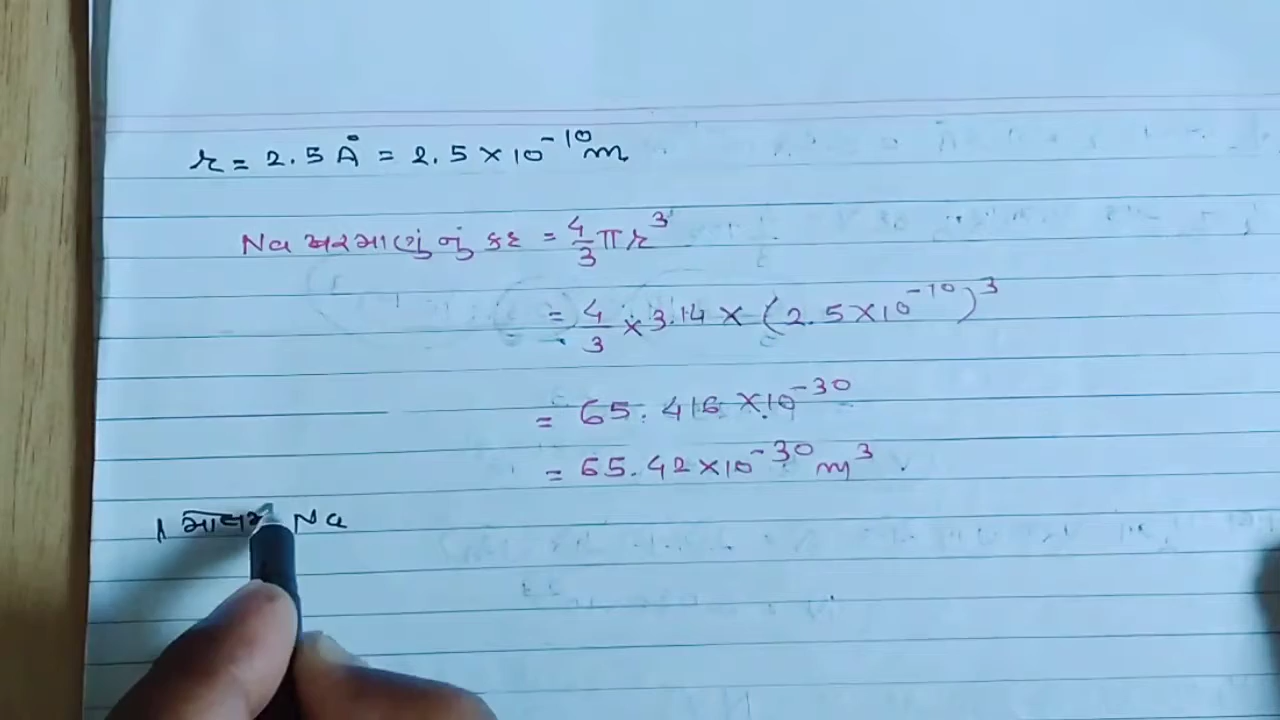 r = 2.5 Å = 2.5 × 10⁻¹⁰ m
Na પરમાણું નું કદ = 4/3 π r³
= 4/3 × 3.14 × (2.5 × 10⁻¹⁰)³
= 65.416 × 10⁻³⁰
= 65.42 × 10⁻³⁰ m³ .
1 Na